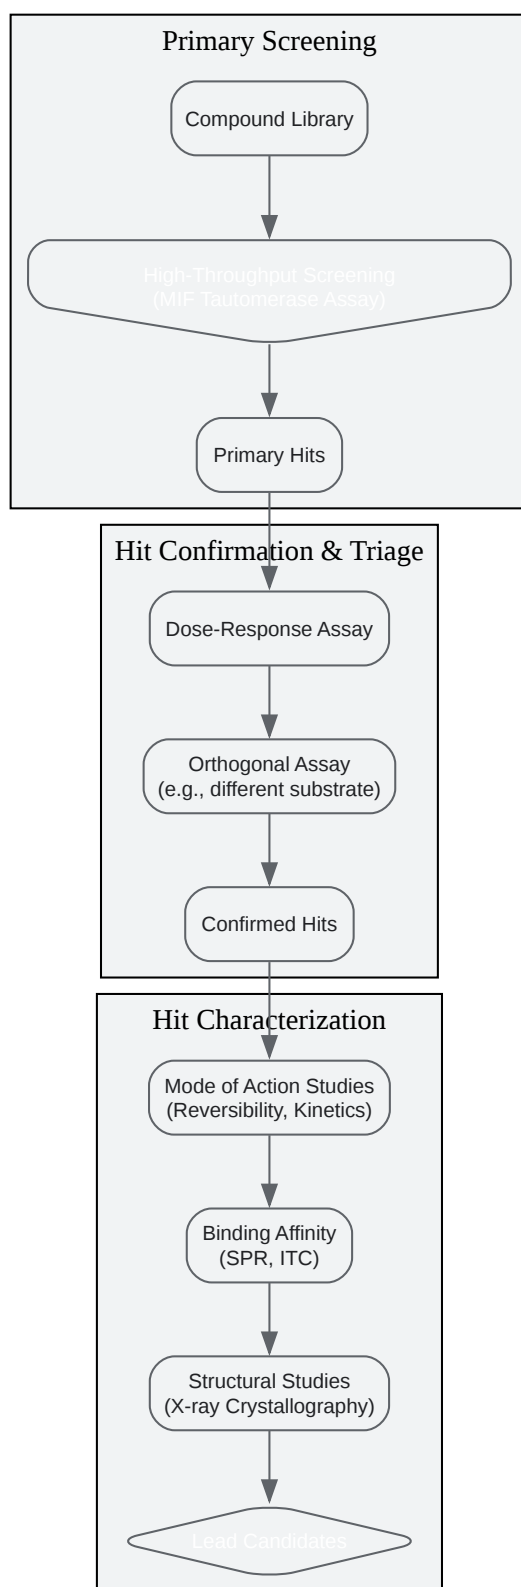 Primary Screening
Compound Library
High-Throughput Screening
(MIF Tautomerase Assay)
Primary Hits
Hit Confirmation & Triage
Dose-Response Assay
Orthogonal Assay
(e.g., different substrate)
Confirmed Hits
Hit Characterization
Mode of Action Studies
(Reversibility, Kinetics)
Binding Affinity
(SPR, ITC)
Structural Studies
(X-ray Crystallography)
Lead Candidates